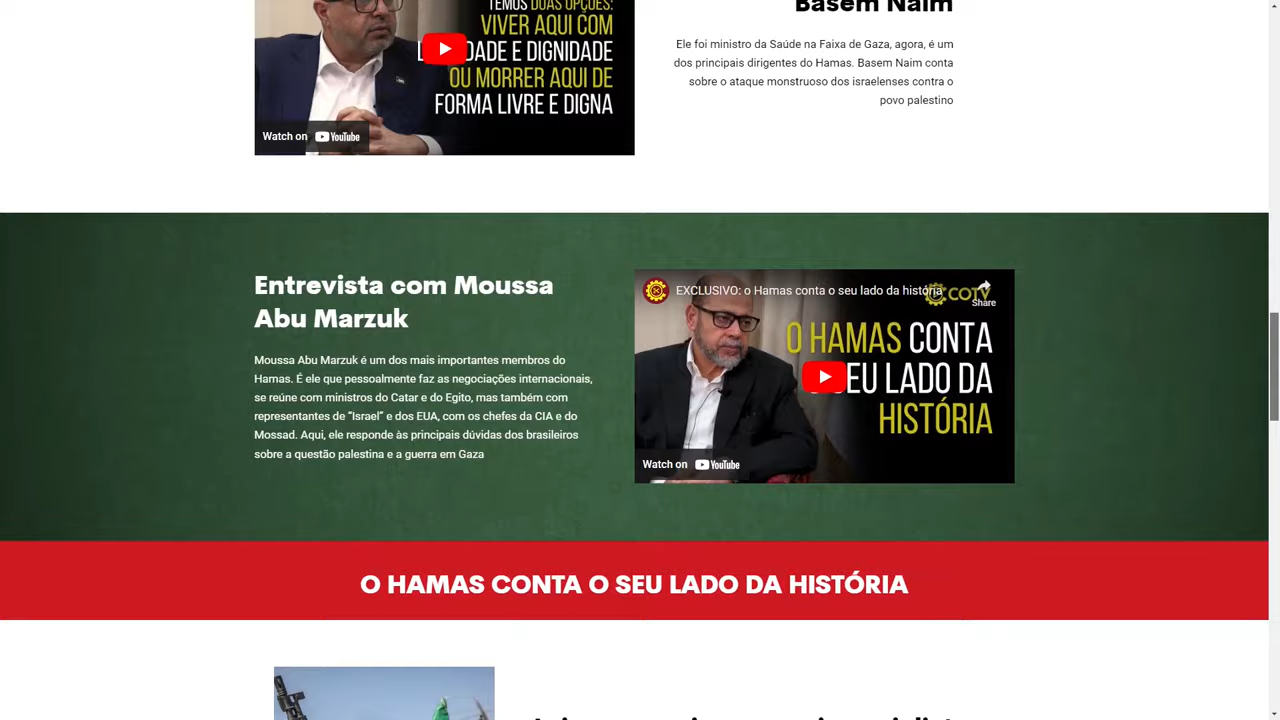 Basem Naim
TEMOS DUAS OPÇÕES:
VIVER AQUI COM
DADE E DIGNIDADE
OU MORRER AQUI DE
FORMA LIVRE E DIGNA
Watch on YouTube
Ele foi ministro da Saúde na Faixa de Gaza, agora, é um
dos principais dirigentes do Hamas. Basem Naim conta
sobre o ataque monstruoso dos israelenses contra o
povo palestino
Entrevista com Moussa
Abu Marzuk
Moussa Abu Marzuk é um dos mais importantes membros do
Hamas. É ele que pessoalmente faz as negociações internacionais,
se reúne com ministros do Catar e do Egito, mas também com
representantes de “Israel” e dos EUA, com os chefes da CIA e do
Mossad. Aqui, ele responde às principais dúvidas dos brasileiros
sobre a questão palestina e a guerra em Gaza
EXCLUSIVO: o Hamas conta o seu lado da história
COTV
Share
O HAMAS CONTA
SEU LADO DA
HISTÓRIA
Watch on YouTube
O HAMAS CONTA O SEU LADO DA HISTÓRIA